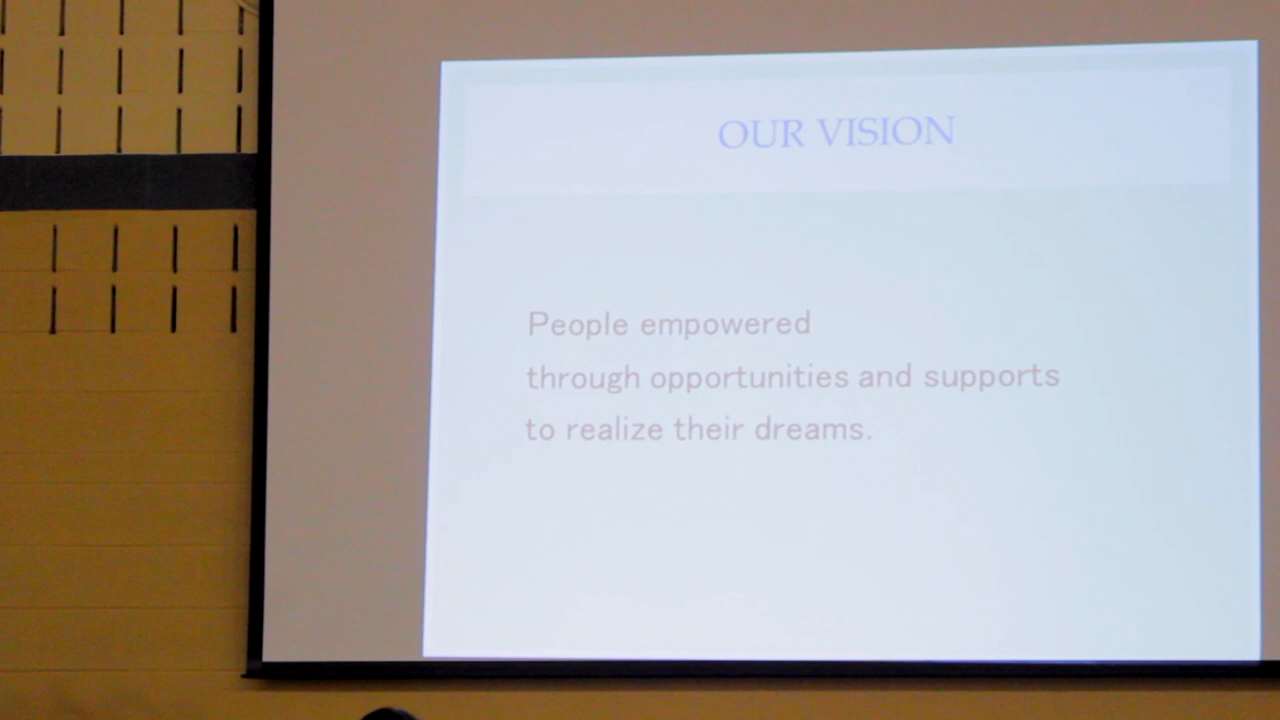 OUR VISION
People empowered
through opportunities and supports
to realize their dreams.